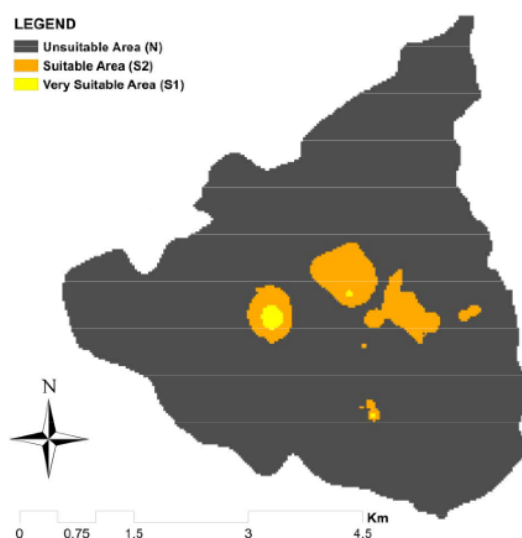 LEGEND
Unsuitable Area (N)
Suitable Area (S2)
Very Suitable Area (S1)
N
Km
0 0.75 1.5 3 4.5